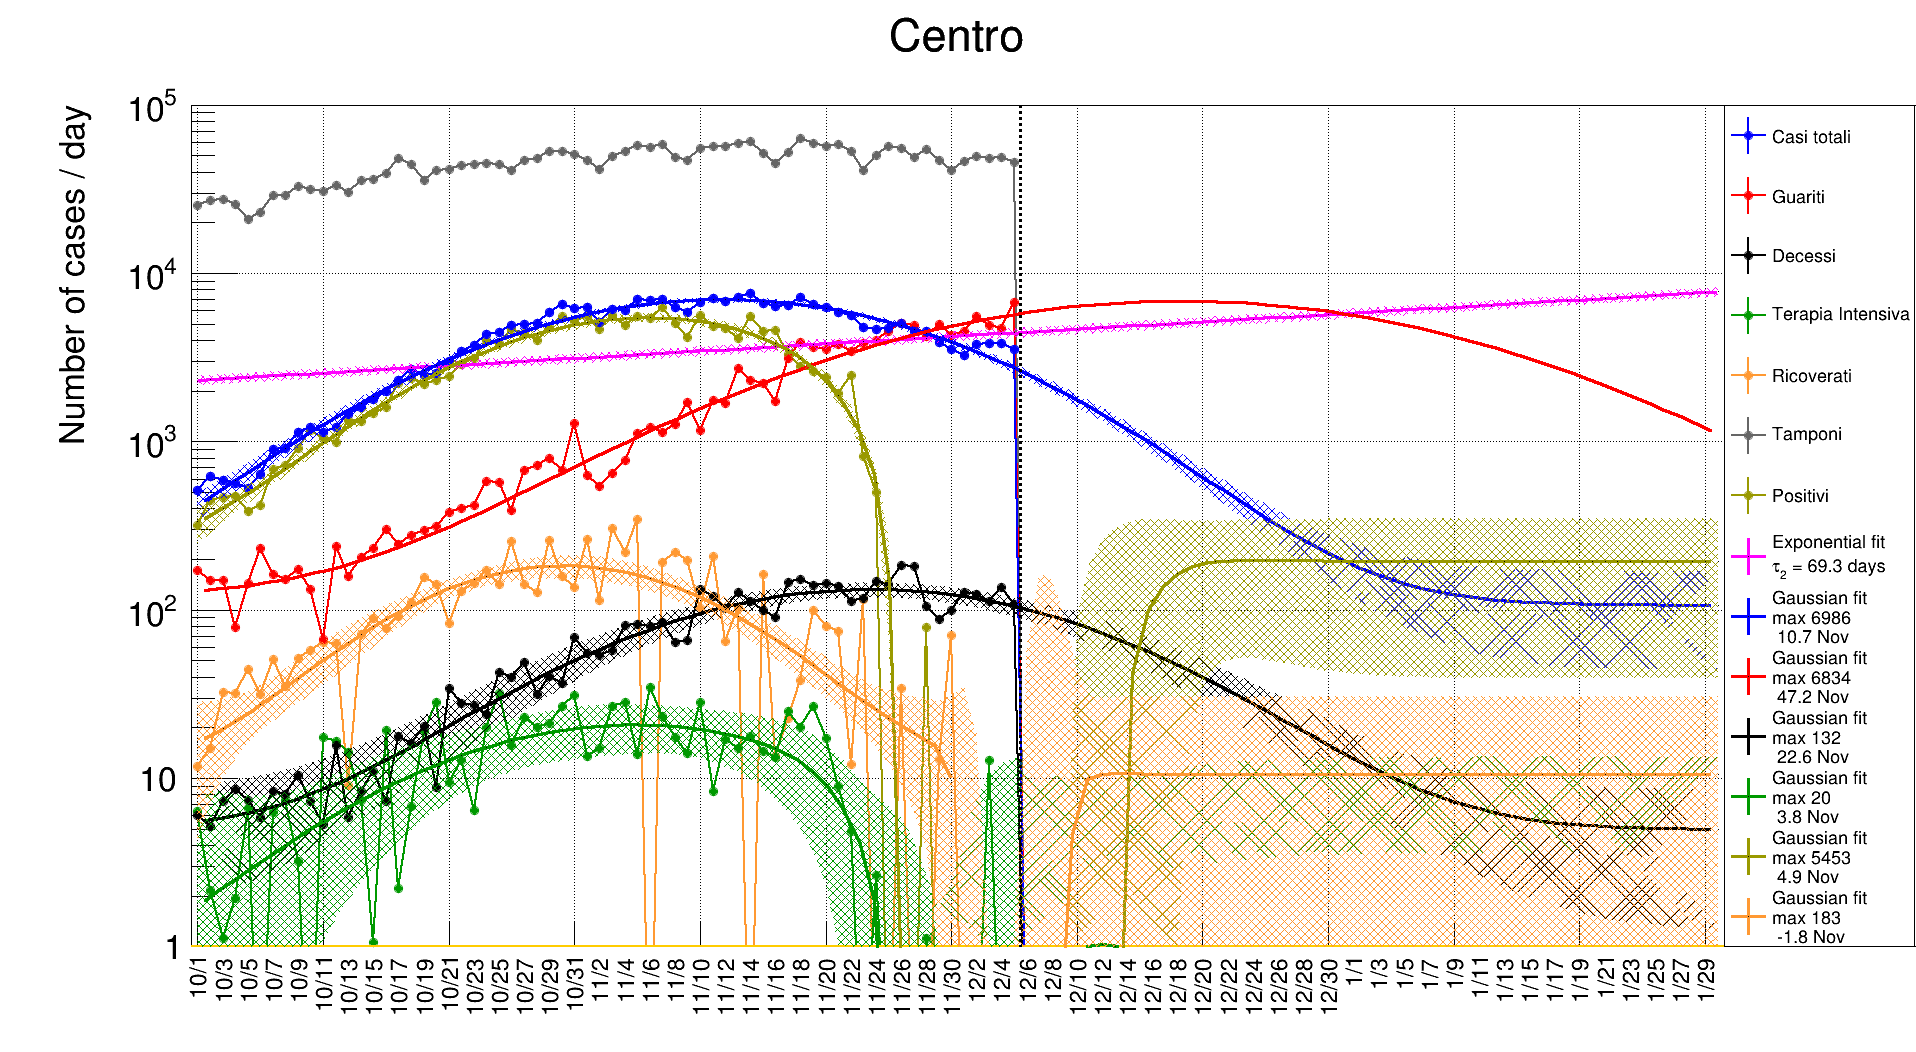 Centro
Number of cases / day
10^5
10^4
10^3
10^2
10
1
10/1 10/3 10/5 10/7 10/9 10/11 10/13 10/15 10/17 10/19 10/21 10/23 10/25 10/27 10/29 10/31 11/2 11/4 11/6 11/8 11/10 11/12 11/14 11/16 11/18 11/20 11/22 11/24 11/26 11/28 11/30 12/2 12/4 12/6 12/8 12/10 12/12 12/14 12/16 12/18 12/20 12/22 12/24 12/26 12/28 12/30 1/1 1/3 1/5 1/7 1/9 1/11 1/13 1/15 1/17 1/19 1/21 1/23 1/25 1/27 1/29
Casi totali
Guariti
Decessi
Terapia Intensiva
Ricoverati
Tamponi
Positivi
Exponential fit
τ_2 = 69.3 days
Gaussian fit
max 6986
10.7 Nov
Gaussian fit
max 6834
47.2 Nov
Gaussian fit
max 132
22.6 Nov
Gaussian fit
max 20
3.8 Nov
Gaussian fit
max 5453
4.9 Nov
Gaussian fit
max 183
-1.8 Nov